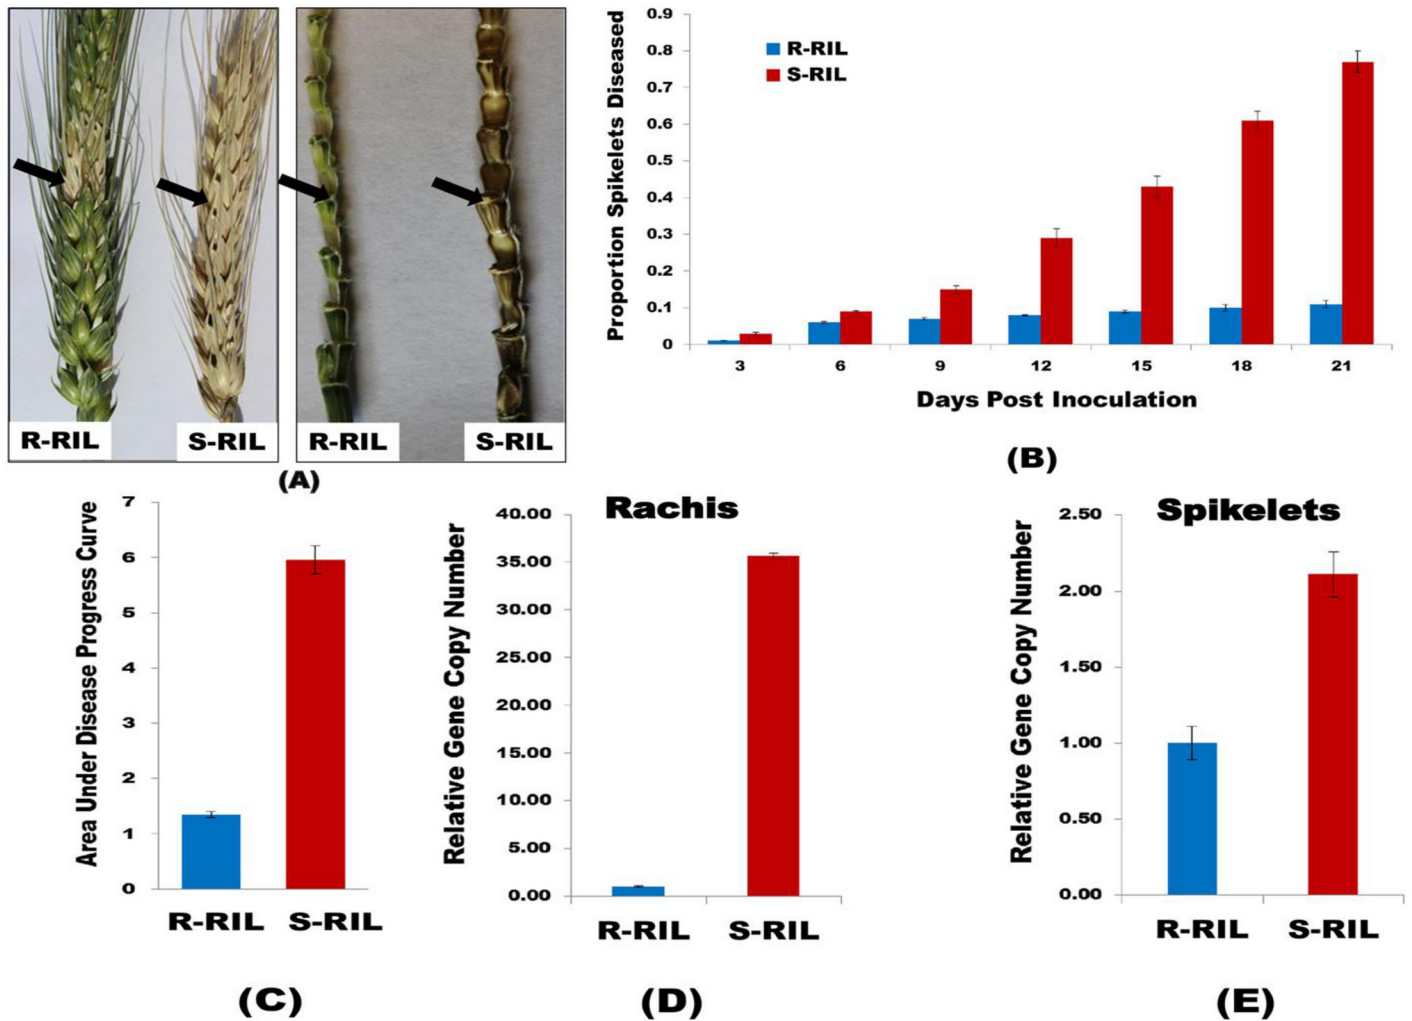 R-RIL
S-RIL
R-RIL
S-RIL
(A)
Proportion Spikelets Diseased
0.9
0.8
0.7
0.6
0.5
0.4
0.3
0.2
0.1
0
R-RIL
S-RIL
3 6 9 12 15 18 21
Days Post Inoculation
(B)
Area Under Disease Progress Curve
7
6
5
4
3
2
1
0
R-RIL S-RIL
(C)
Rachis
Relative Gene Copy Number
40.00
35.00
30.00
25.00
20.00
15.00
10.00
5.00
0.00
R-RIL S-RIL
(D)
Spikelets
Relative Gene Copy Number
2.50
2.00
1.50
1.00
0.50
0.00
R-RIL S-RIL
(E)